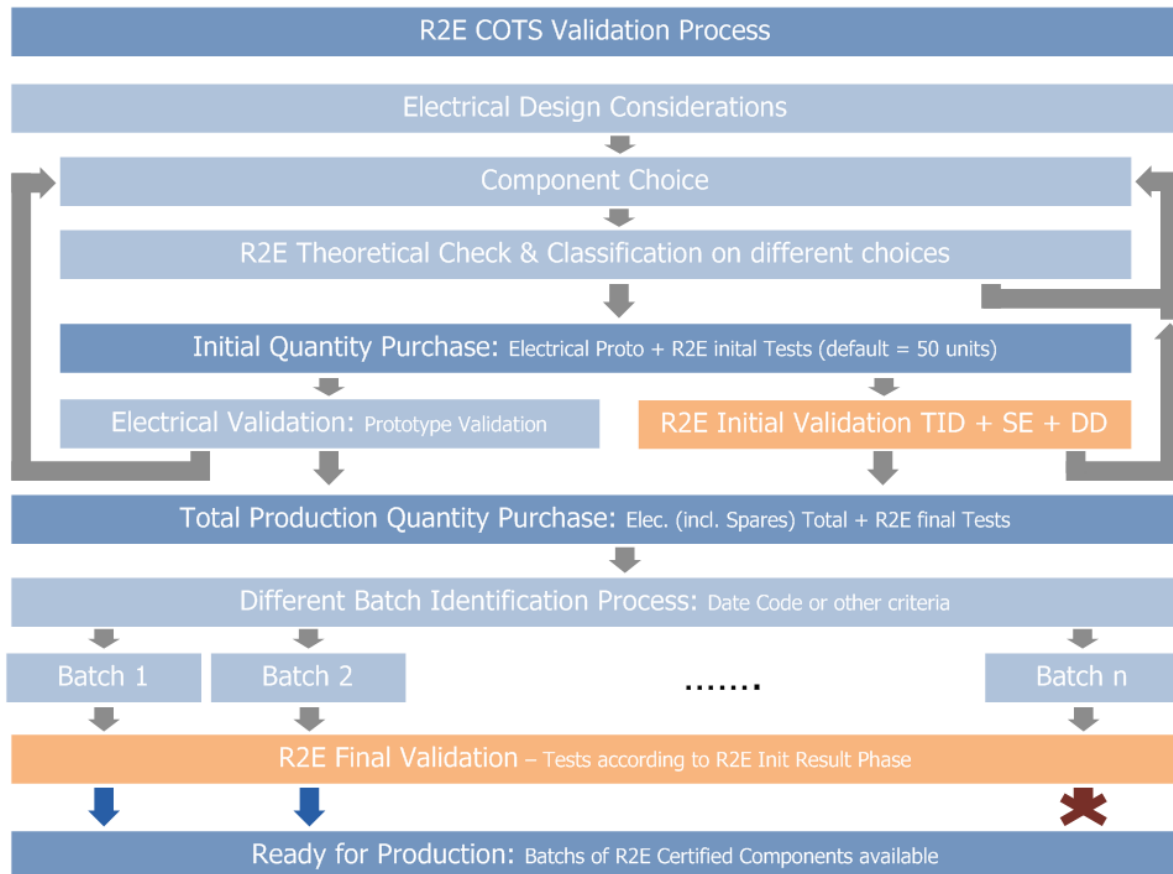 R2E COTS Validation Process
Electrical Design Considerations
Component Choice
R2E Theoretical Check & Classification on different choices
Initial Quantity Purchase: Electrical Proto + R2E inital Tests (default = 50 units)
Electrical Validation: Prototype Validation
R2E Initial Validation TID + SE + DD
Total Production Quantity Purchase: Elec. (incl. Spares) Total + R2E final Tests
Different Batch Identification Process: Date Code or other criteria
Batch 1
Batch 2
.......
Batch n
R2E Final Validation – Tests according to R2E Init Result Phase
Ready for Production: Batchs of R2E Certified Components available